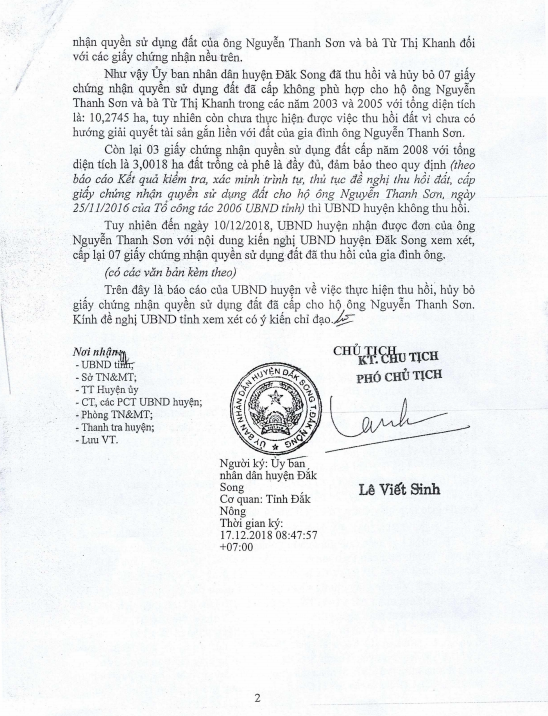 nhận quyền sử dụng đất của ông Nguyễn Thanh Sơn và bà Từ Thị Khanh đối
với các giấy chứng nhận nêu trên.
Như vậy Ủy ban nhân dân huyện Đăk Song đã thu hồi và hủy bỏ 07 giấy
chứng nhận quyền sử dụng đất đã cấp không phù hợp cho hộ ông Nguyễn
Thanh Sơn và bà Từ Thị Khanh trong các năm 2003 và 2005 với tổng diện tích
là: 10,2745 ha, tuy nhiên còn chưa thực hiện được việc thu hồi đất vì chưa có
hướng giải quyết tài sản gắn liền với đất của gia đình ông Nguyễn Thanh Sơn.
Còn lại 03 giấy chứng nhận quyền sử dụng đất cấp năm 2008 với tổng
diện tích là 3,0018 ha đất trồng cà phê là đầy đủ, đảm bảo theo quy định (theo
báo cáo Kết quả kiểm tra, xác minh trình tự, thủ tục đề nghị thu hồi đất, cấp
giấy chứng nhận quyền sử dụng đất cho hộ ông Nguyễn Thanh Sơn, ngày
25/11/2016 của Tổ công tác 2006 UBND tỉnh) thì UBND huyện không thu hồi.
Tuy nhiên đến ngày 10/12/2018, UBND huyện nhận được đơn của ông
Nguyễn Thanh Sơn với nội dung kiến nghị UBND huyện Đăk Song xem xét,
cấp lại 07 giấy chứng nhận quyền sử dụng đất đã thu hồi của gia đình ông.
(có các văn bản kèm theo)
Trên đây là báo cáo của UBND huyện về việc thực hiện thu hồi, hủy bỏ
giấy chứng nhận quyền sử dụng đất đã cấp cho hộ ông Nguyễn Thanh Sơn.
Kính đề nghị UBND tỉnh xem xét có ý kiến chỉ đạo./.
Nơi nhận:
- UBND tỉnh;
- Sở TN&MT;
- TT Huyện ủy
- CT, các PCT UBND huyện;
- Phòng TN&MT;
- Thanh tra huyện;
- Lưu VT.
CHỦ TỊCH
KT. CHỦ TỊCH
PHÓ CHỦ TỊCH
ỦY BAN NHÂN DÂN HUYỆN ĐẮK SONG T. ĐẮK NÔNG
Người ký: Ủy ban
nhân dân huyện Đắk
Song
Cơ quan: Tỉnh Đắk
Nông
Thời gian ký:
17.12.2018 08:47:57
+07:00
Lê Viết Sinh
2